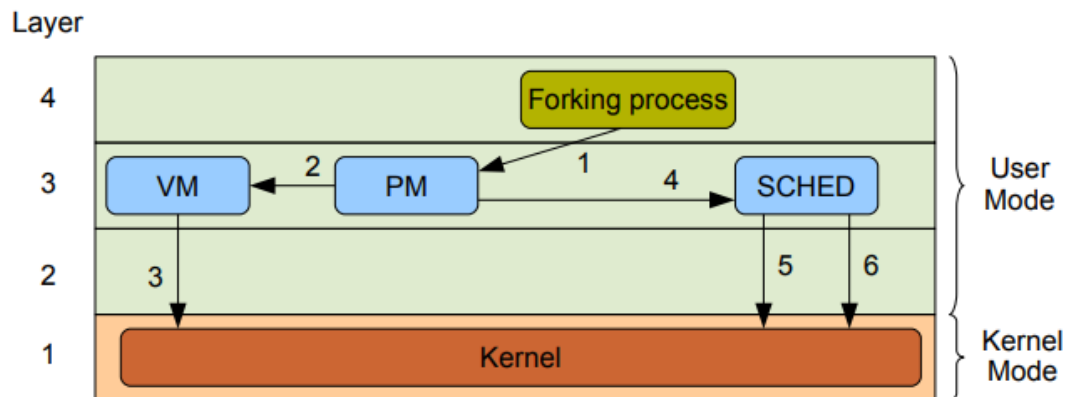 Layer
4
Forking process
1
2
3
VM
PM
4
SCHED
User
Mode
2
3
5
6
1
Kernel
Kernel
Mode